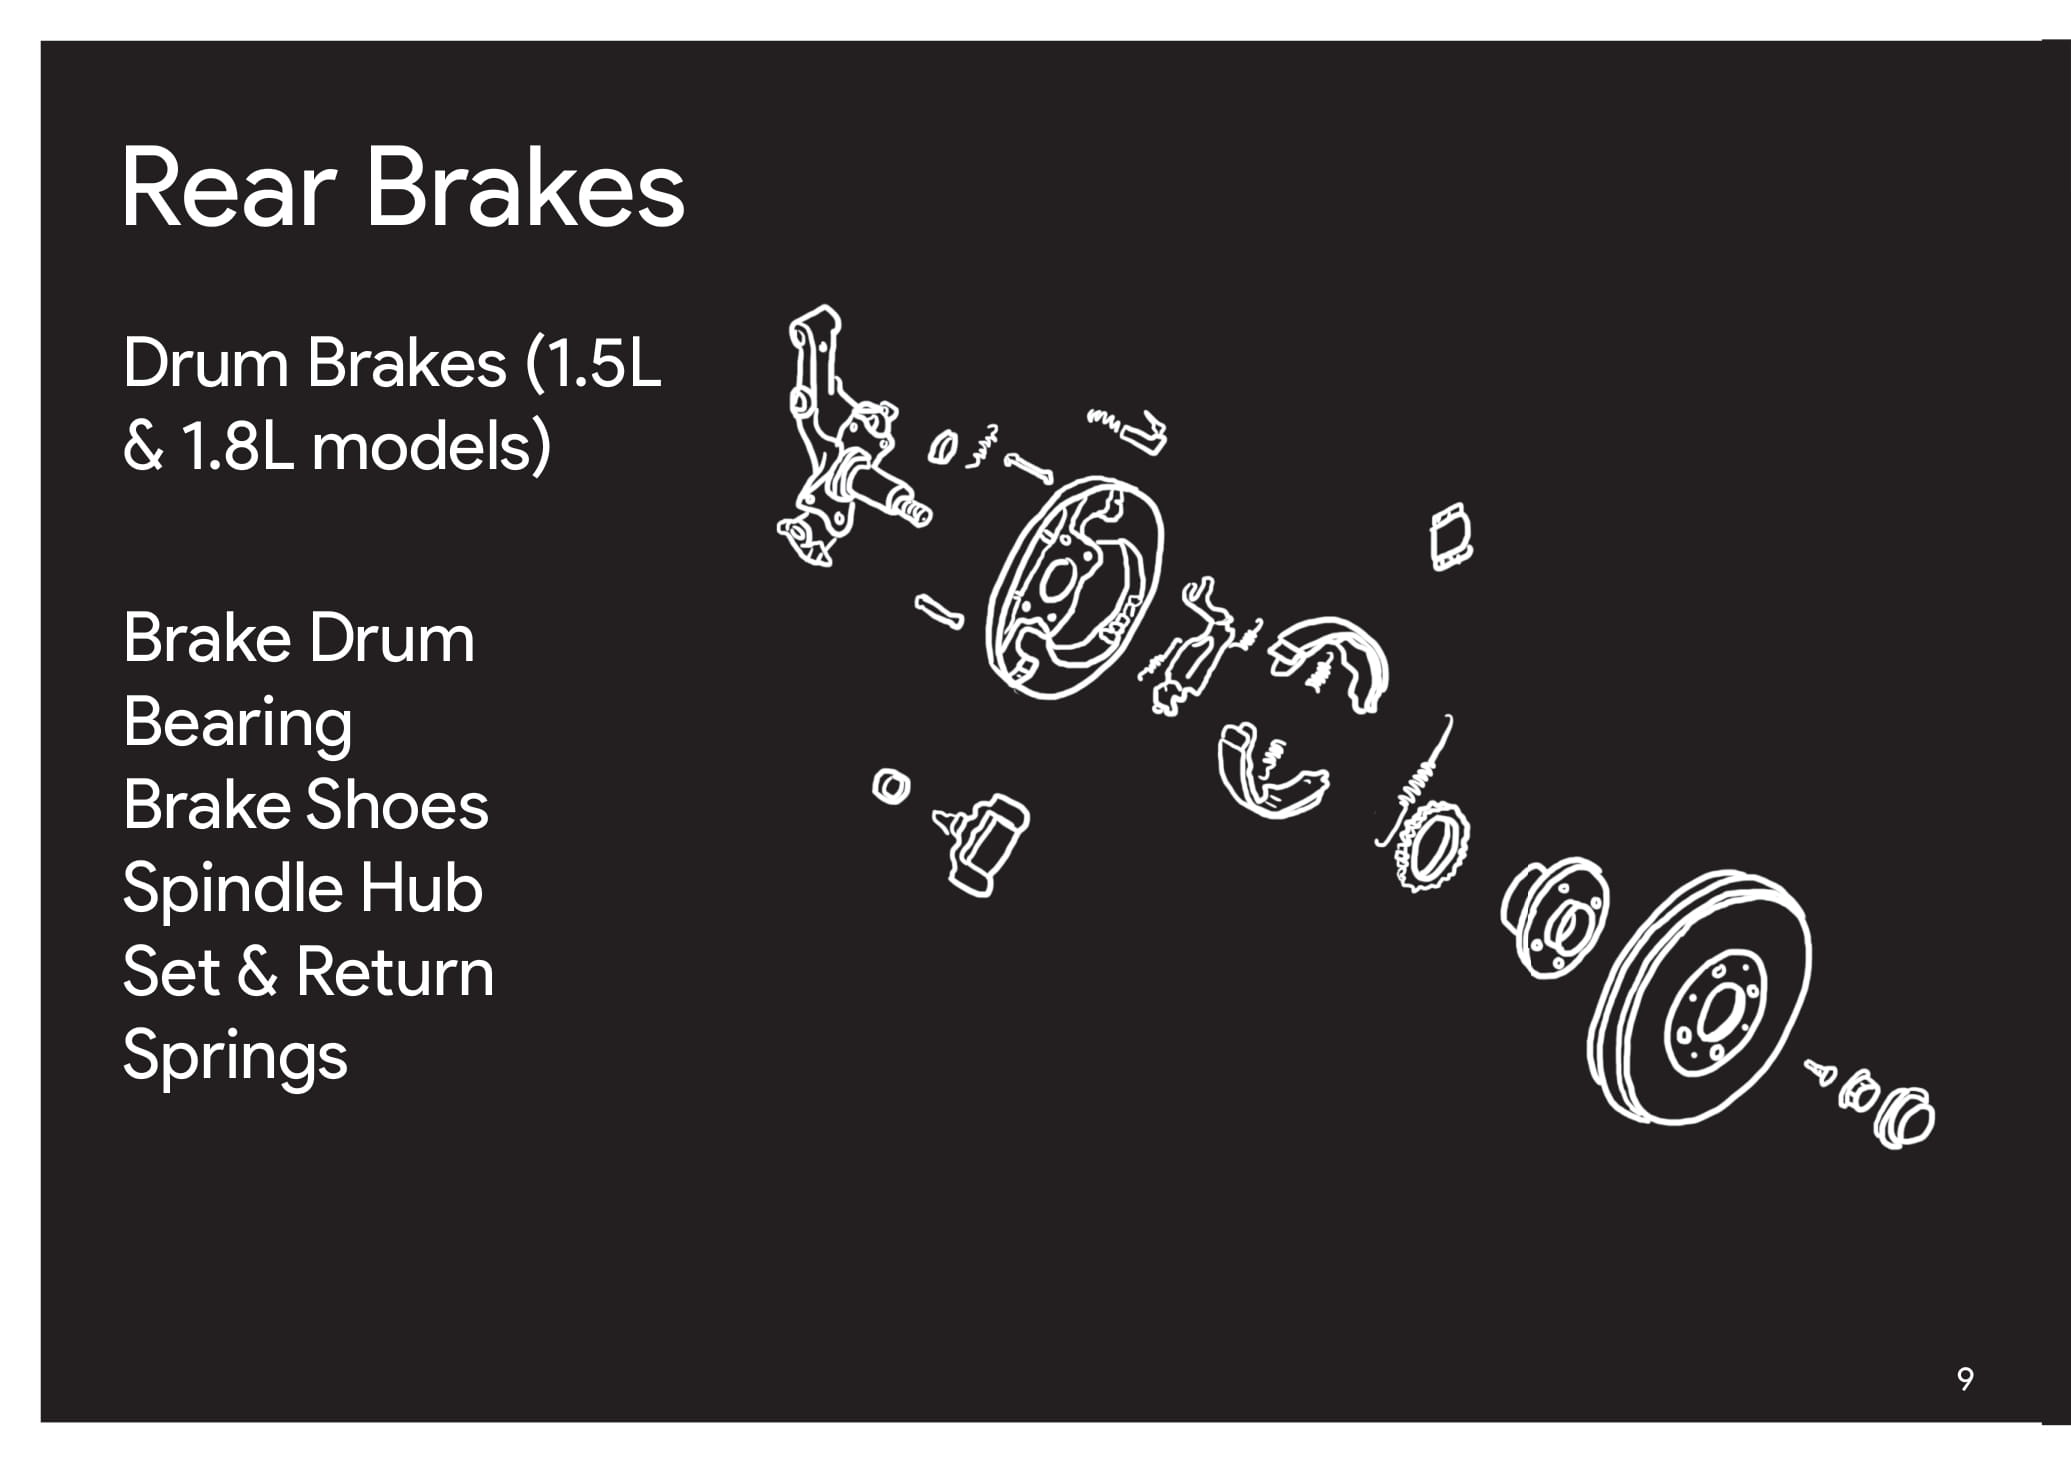 Rear Brakes
Drum Brakes (1.5L
& 1.8L models)
Brake Drum
Bearing
Brake Shoes
Spindle Hub
Set & Return
Springs
9